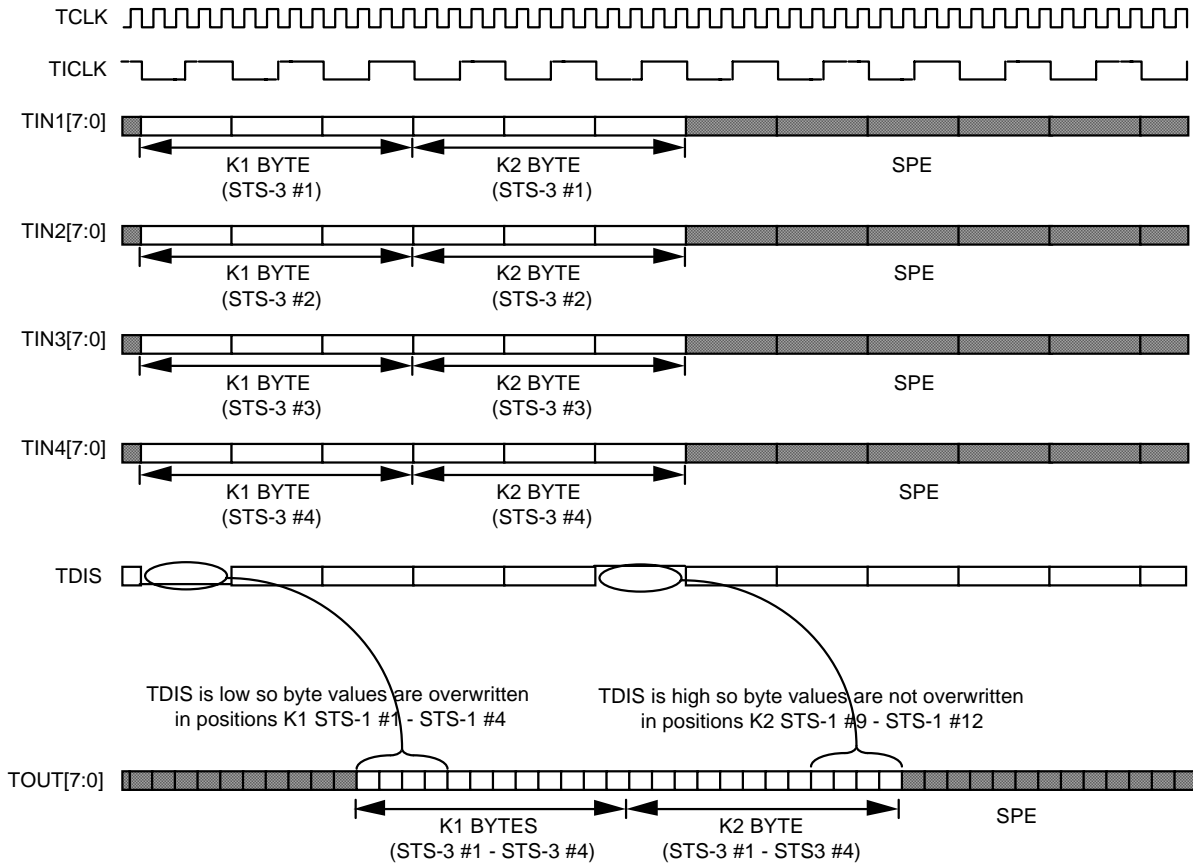 TCLK
TICLK
TIN1[7:0]
K1 BYTE
(STS-3 #1)
K2 BYTE
(STS-3 #1)
SPE
TIN2[7:0]
K1 BYTE
(STS-3 #2)
K2 BYTE
(STS-3 #2)
SPE
TIN3[7:0]
K1 BYTE
(STS-3 #3)
K2 BYTE
(STS-3 #3)
SPE
TIN4[7:0]
K1 BYTE
(STS-3 #4)
K2 BYTE
(STS-3 #4)
SPE
TDIS
TDIS is low so byte values are overwritten
in positions K1 STS-1 #1 - STS-1 #4
TDIS is high so byte values are not overwritten
in positions K2 STS-1 #9 - STS-1 #12
TOUT[7:0]
K1 BYTES
(STS-3 #1 - STS-3 #4)
K2 BYTE
(STS-3 #1 - STS3 #4)
SPE